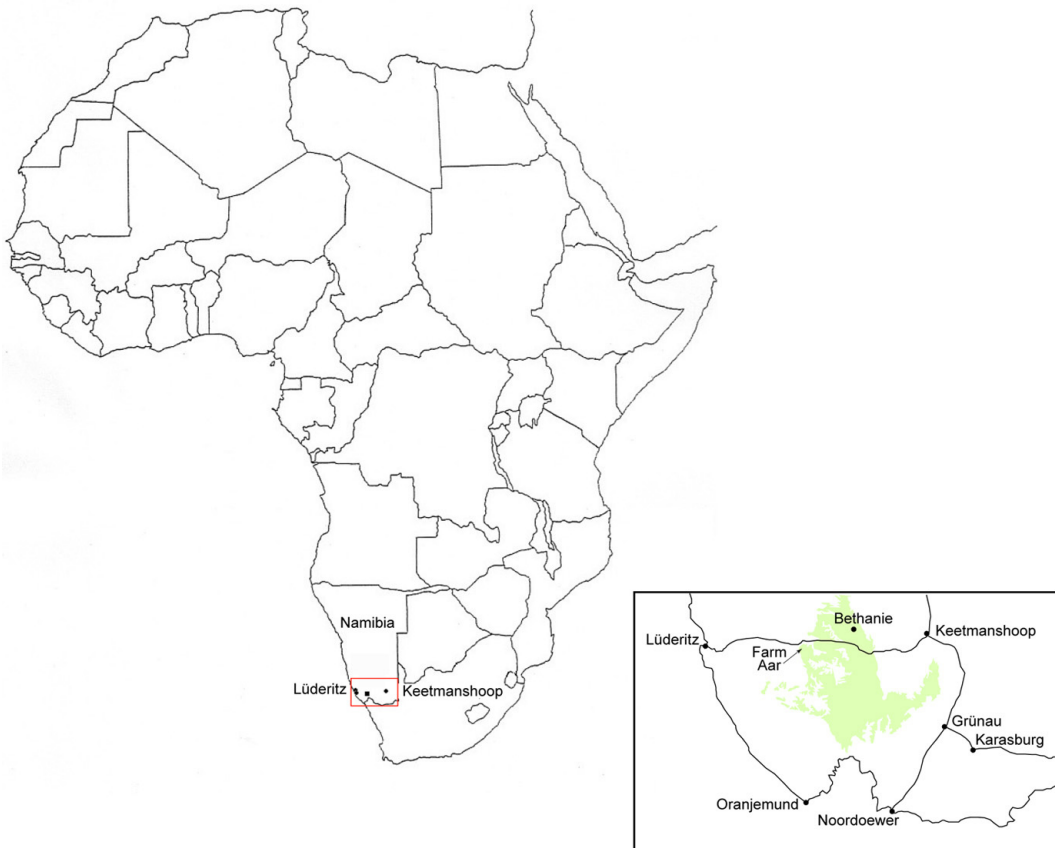 Namibia
Lüderitz
Keetmanshoop
Bethanie
Keetmanshoop
Lüderitz
Farm
Aar
Grünau
Karasburg
Oranjemund
Noordoewer